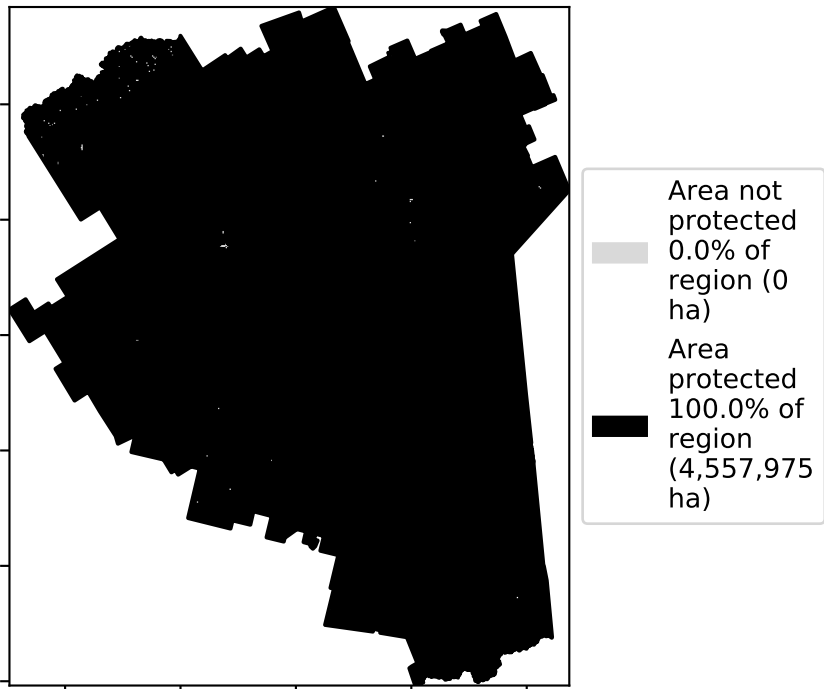 Area not
protected
0.0% of
region (0
ha)
Area
protected
100.0% of
region
(4,557,975
ha)